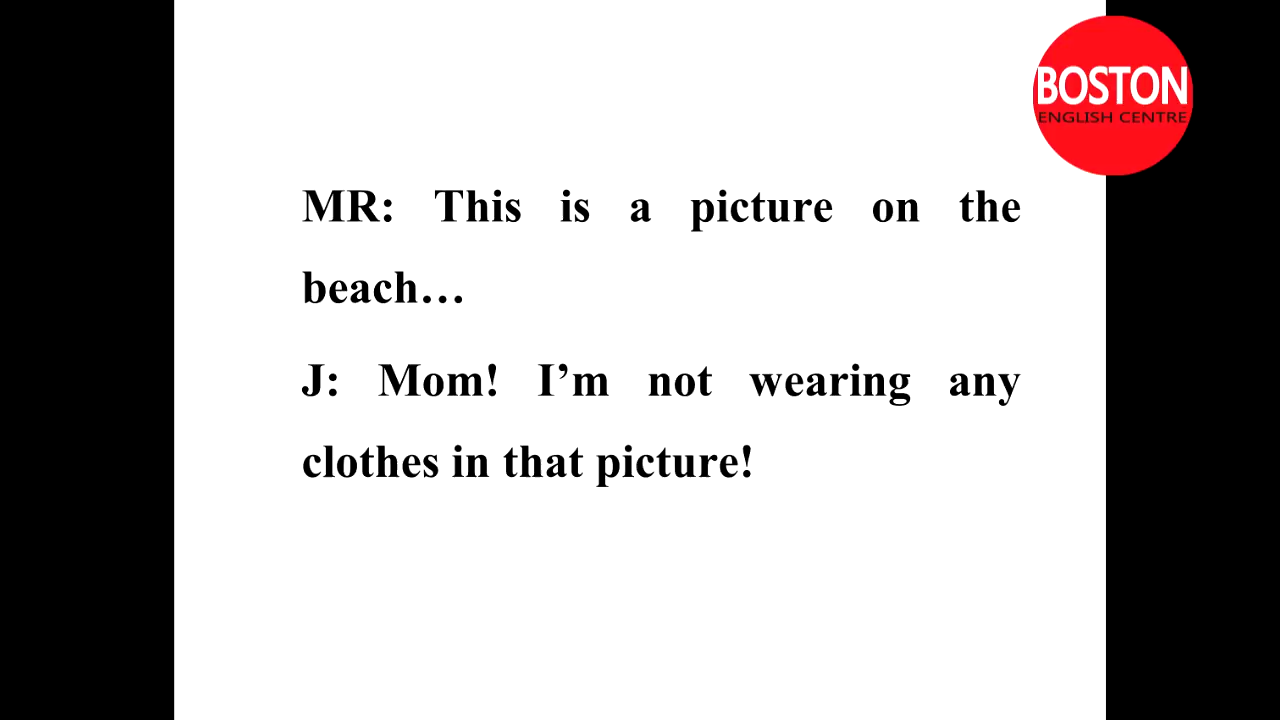 BOSTON
ENGLISH CENTRE
MR: This is a picture on the
beach…
J: Mom! I’m not wearing any
clothes in that picture!